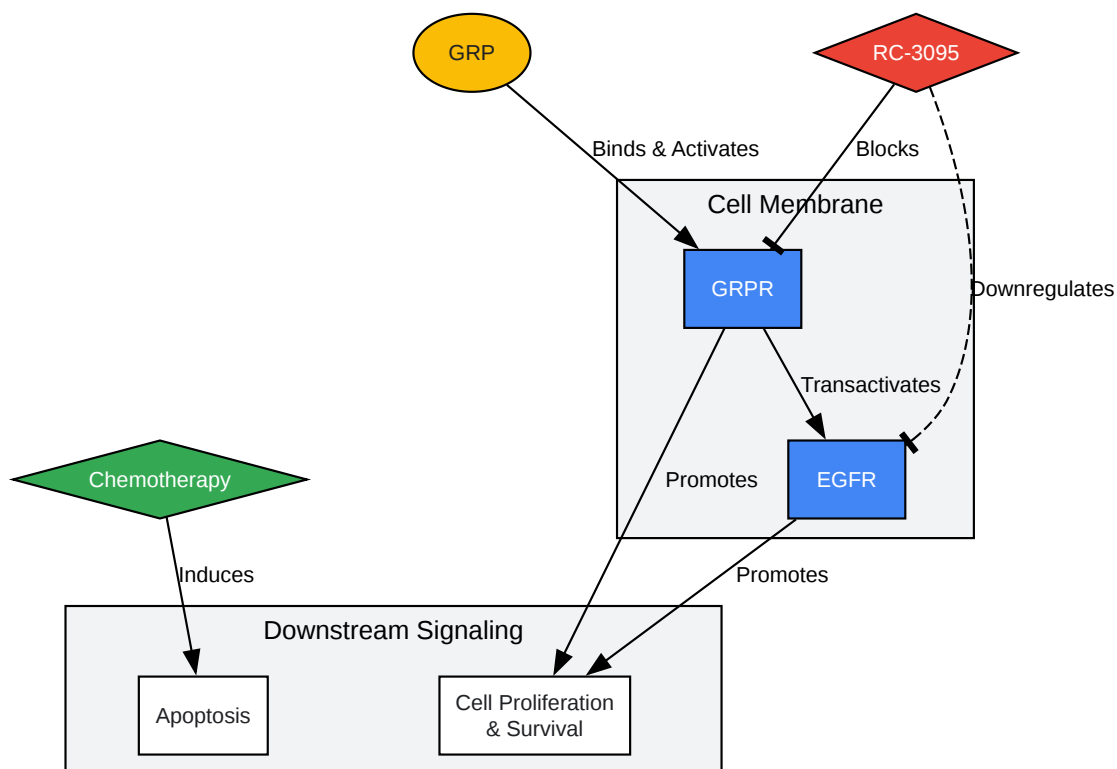 GRP
RC-3095
Binds & Activates
Blocks
Cell Membrane
GRPR
Downregulates
Transactivates
Chemotherapy
Promotes
EGFR
Induces
Promotes
Downstream Signaling
Apoptosis
Cell Proliferation
& Survival